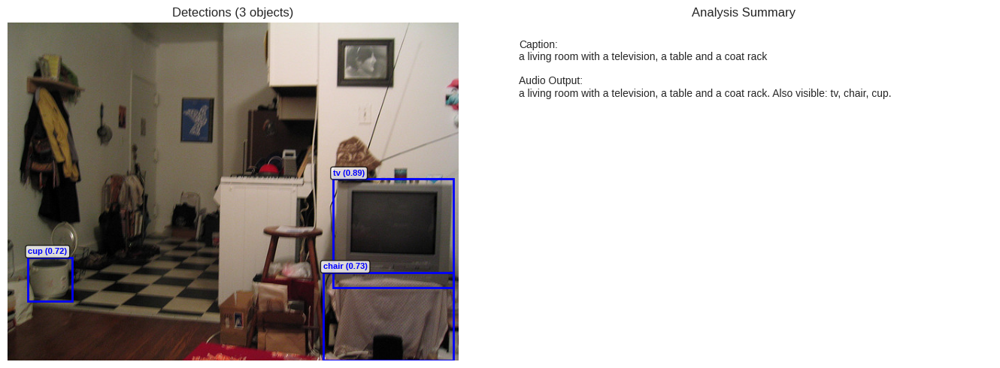 Detections (3 objects)
tv (0.89)
cup (0.72)
chair (0.73)
Analysis Summary
Caption:
a living room with a television, a table and a coat rack
Audio Output:
a living room with a television, a table and a coat rack. Also visible: tv, chair, cup.